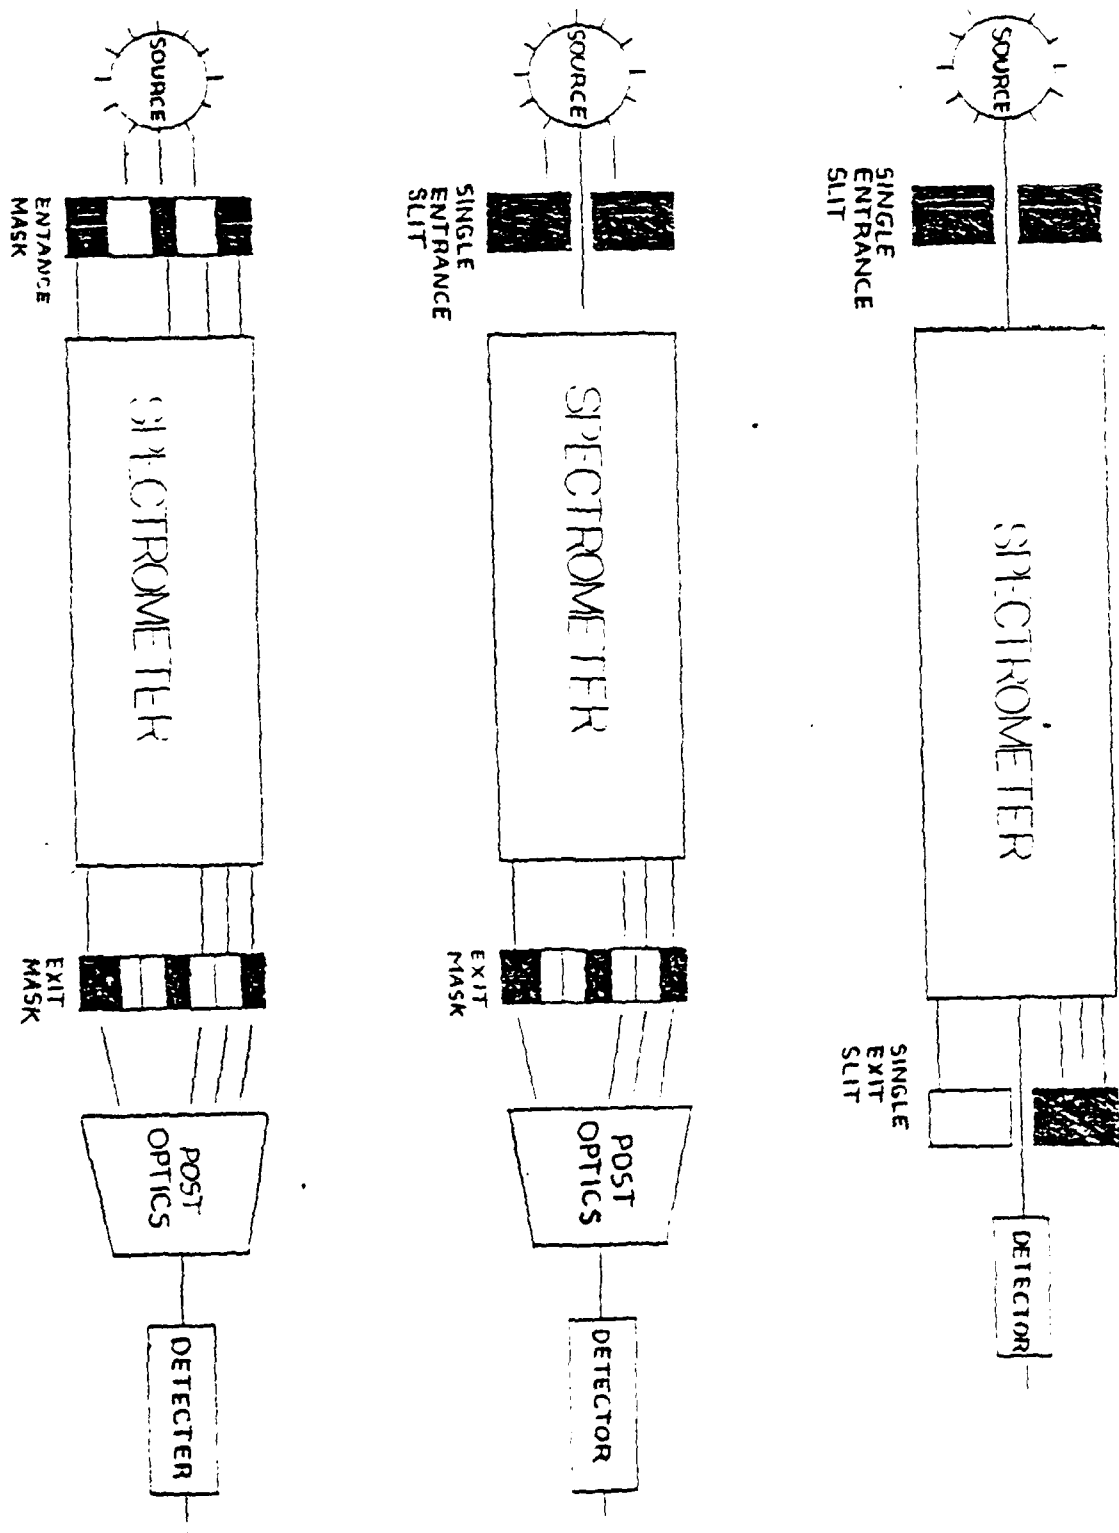 SOURCE
SINGLE
ENTRANCE
SLIT
SPECTROMETER
SINGLE
EXIT
SLIT
DETECTOR
SOURCE
SINGLE
ENTRANCE
SLIT
SPECTROMETER
EXIT
MASK
POST
OPTICS
DETECTOR
SOURCE
ENTANCE
MASK
SPECTROMETER
EXIT
MASK
POST
OPTICS
DETECTER